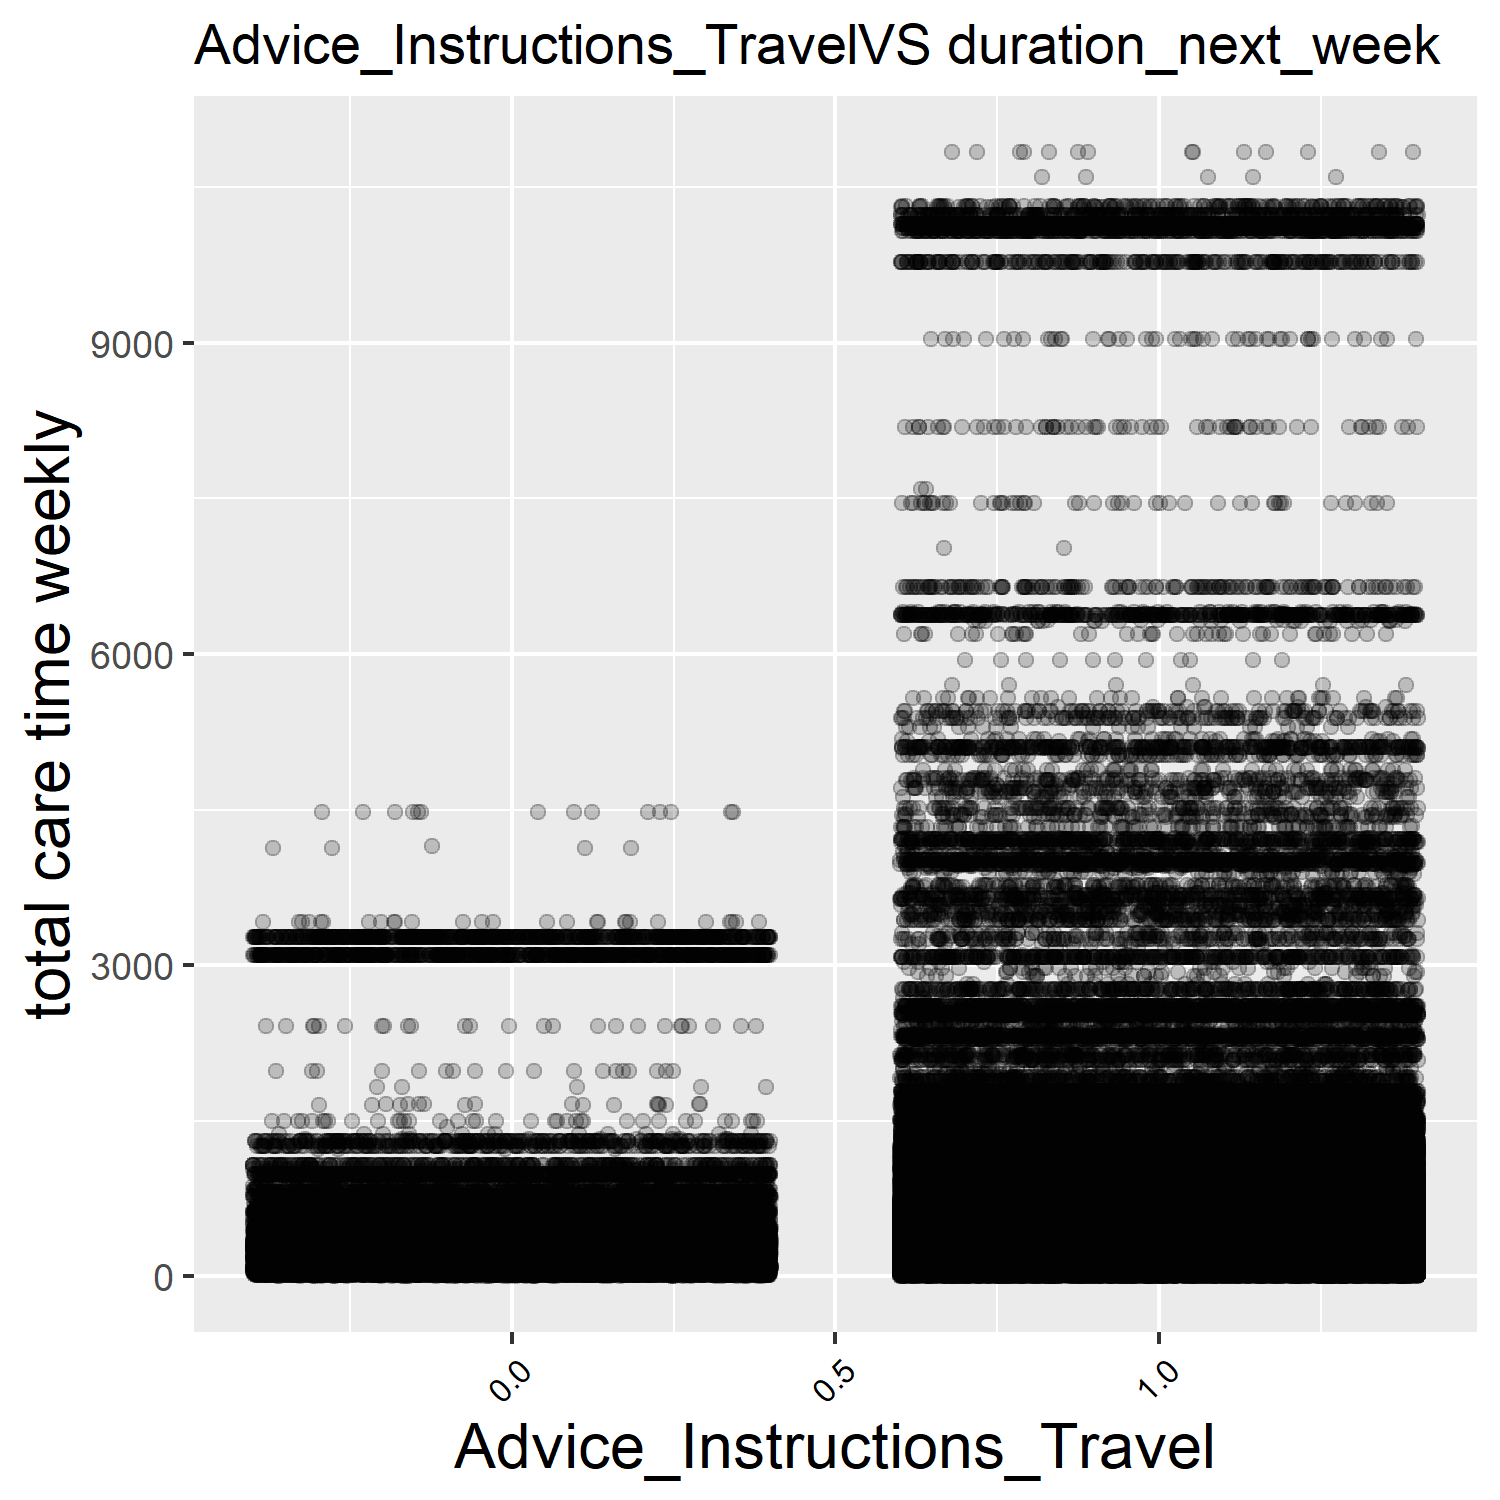 Advice_Instructions_TravelVS duration_next_week
total care time weekly
9000
6000
3000
0
0.0
0.5
1.0
Advice_Instructions_Travel